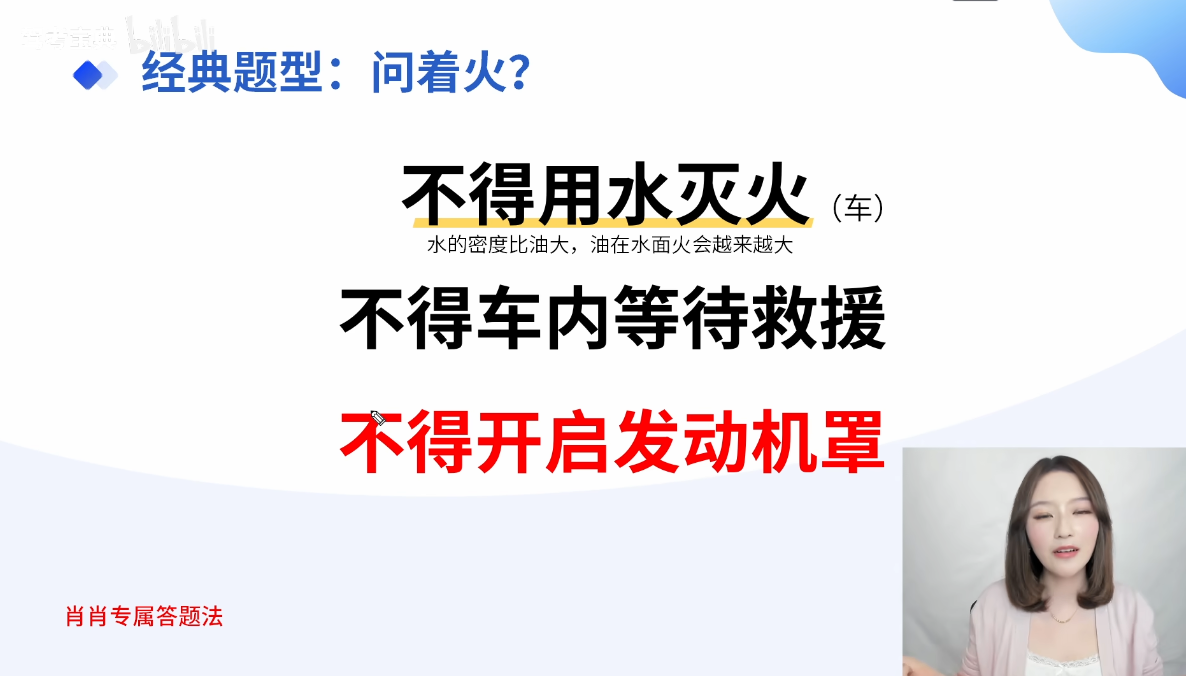 bilibili
经典题型：问着火？
不得用水灭火（车）
水的密度比油大，油在水面火会越来越大
不得车内等待救援
不得开启发动机罩
肖肖专属答题法